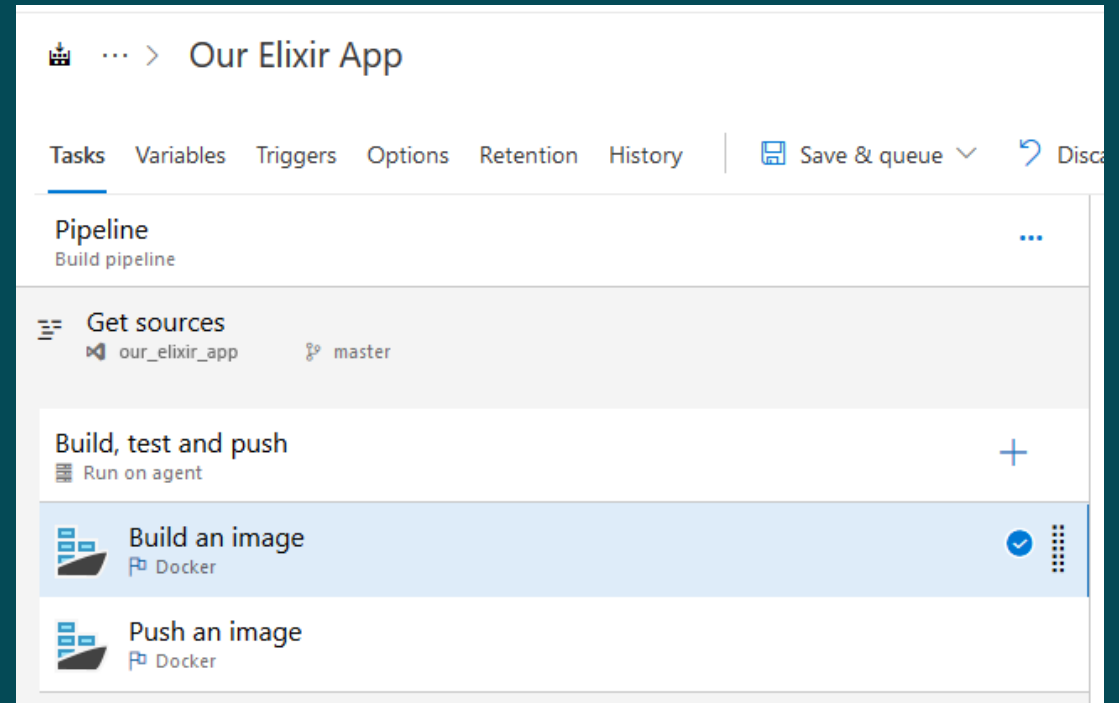 ... > Our Elixir App
Tasks Variables Triggers Options Retention History Save & queue Disca
Pipeline
Build pipeline
Get sources
our_elixir_app master
Build, test and push
Run on agent
Build an image
Docker
Push an image
Docker